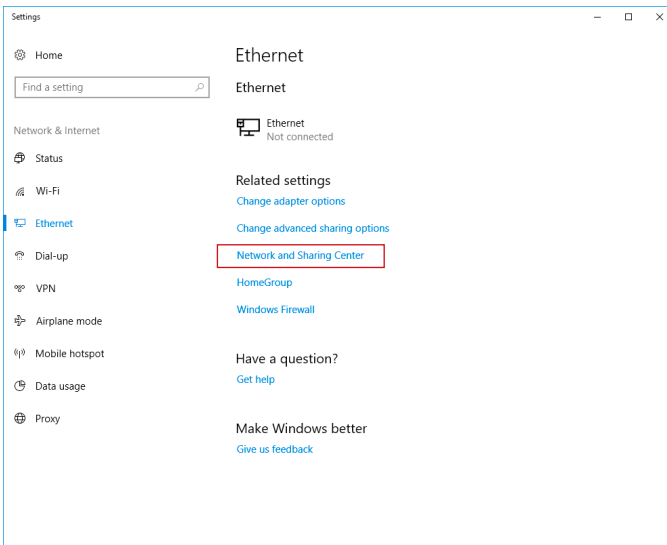 Settings
Home
Find a setting
Network & Internet
Status
Wi-Fi
Ethernet
Dial-up
VPN
Airplane mode
Mobile hotspot
Data usage
Proxy
Ethernet
Ethernet
Ethernet
Not connected
Related settings
Change adapter options
Change advanced sharing options
Network and Sharing Center
HomeGroup
Windows Firewall
Have a question?
Get help
Make Windows better
Give us feedback